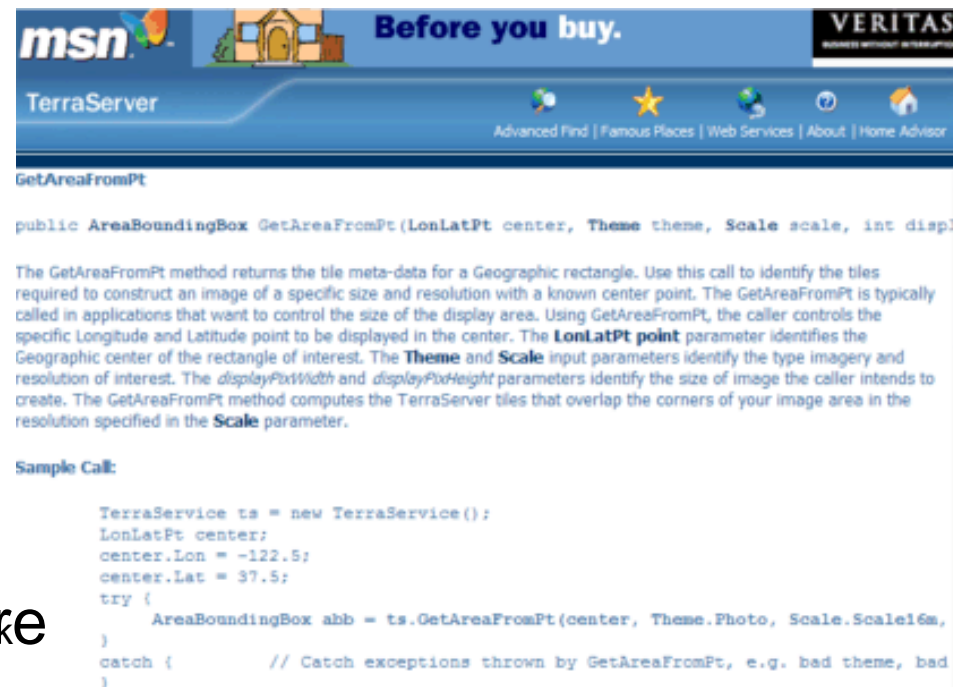 msn
Before you buy.
VERITAS
TerraServer
Advanced Find | Famous Places | Web Services | About | Home Advisor
GetAreaFromPt
public AreaBoundingBox GetAreaFromPt(LonLatPt center, Theme theme, Scale scale, int displ
The GetAreaFromPt method returns the tile meta-data for a Geographic rectangle. Use this call to identify the tiles
required to construct an image of a specific size and resolution with a known center point. The GetAreaFromPt is typically
called in applications that want to control the size of the display area. Using GetAreaFromPt, the caller controls the
specific Longitude and Latitude point to be displayed in the center. The LonLatPt point parameter identifies the
Geographic center of the rectangle of interest. The Theme and Scale input parameters identify the type imagery and
resolution of interest. The displayPixWidth and displayPixHeight parameters identify the size of image the caller intends to
create. The GetAreaFromPt method computes the TerraServer tiles that overlap the corners of your image area in the
resolution specified in the Scale parameter.
Sample Call:
TerraService ts = new TerraService();
LonLatPt center;
center.Lon = -122.5;
center.Lat = 37.5;
try {
AreaBoundingBox abb = ts.GetAreaFromPt(center, Theme.Photo, Scale.Scale16m,
}
catch { // Catch exceptions thrown by GetAreaFromPt, e.g. bad theme, bad
}